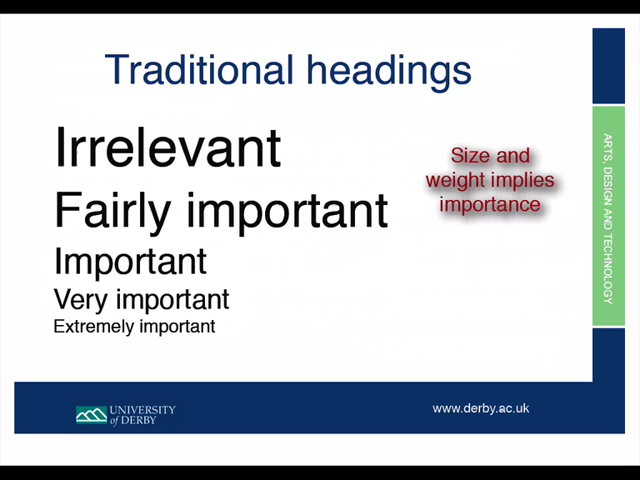 Traditional headings
Irrelevant
Fairly important
Important
Very important
Extremely important
Size and
weight implies
importance
ARTS, DESIGN AND TECHNOLOGY
UNIVERSITY
of DERBY
www.derby.ac.uk